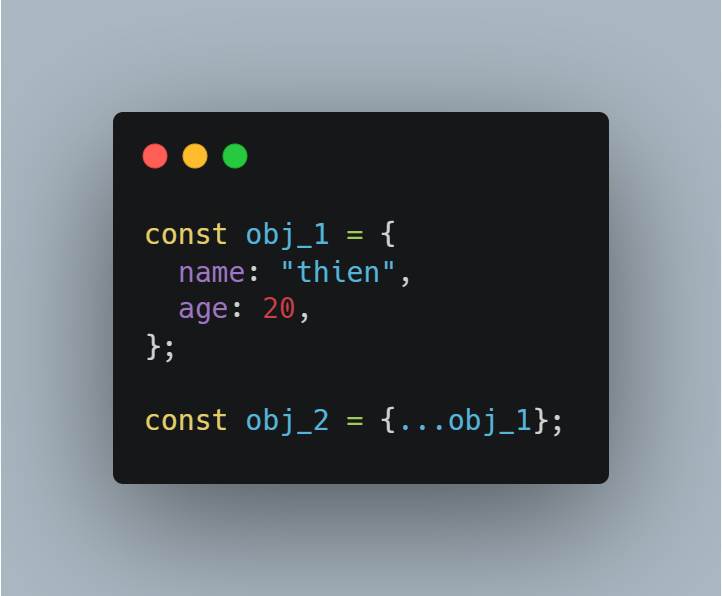 const obj_1 = {
  name: "thien",
  age: 20,
};
const obj_2 = {...obj_1};